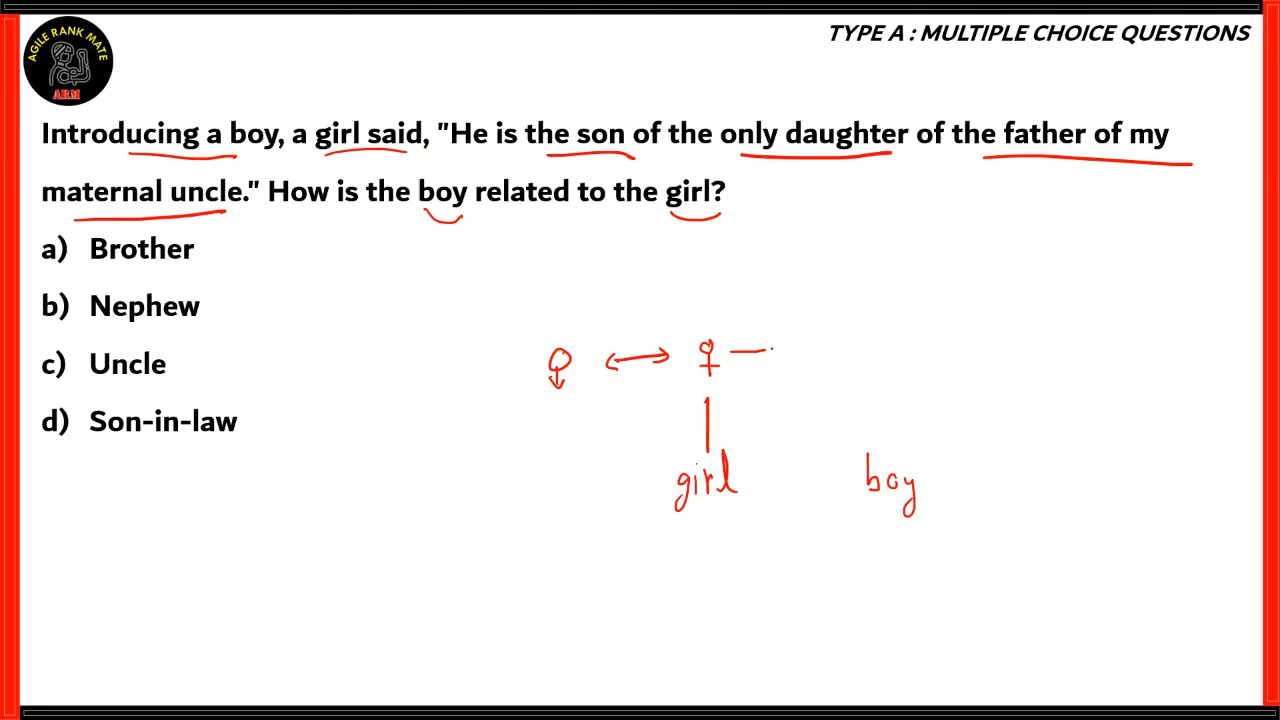 AGILE RANK MATE
ARM
TYPE A : MULTIPLE CHOICE QUESTIONS
Introducing a boy, a girl said, "He is the son of the only daughter of the father of my
maternal uncle." How is the boy related to the girl?
a) Brother
b) Nephew
c) Uncle
d) Son-in-law
girl boy